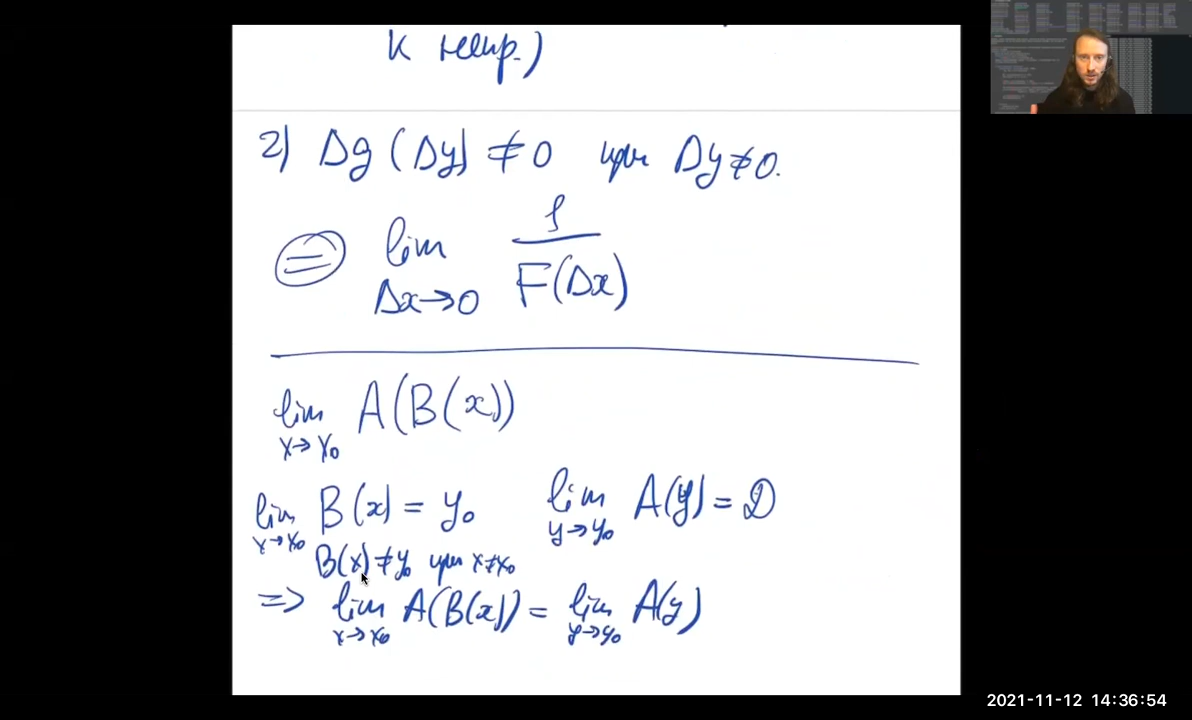 к непр.)
2) Δg(Δy) ≠ 0 при Δy ≠ 0.
= lim Δx→0 1/F(Δx)
lim x→x₀ A(B(x))
lim x→x₀ B(x) = y₀ lim y→y₀ A(y) = D
B(x) ≠ y₀ при x ≠ x₀
=> lim x→x₀ A(B(x)) = lim y→y₀ A(y)
2021-11-12 14:36:54